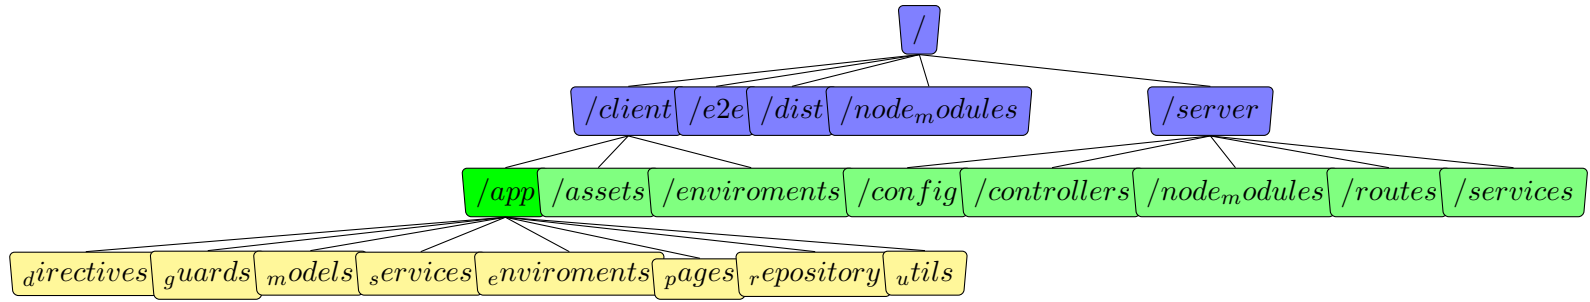 /
/client /e2e /dist /node_modules /server
/app /assets /enviroments /config /controllers /node_modules /routes /services
_directives _guards _models _services _enviroments _pages _repository _utils